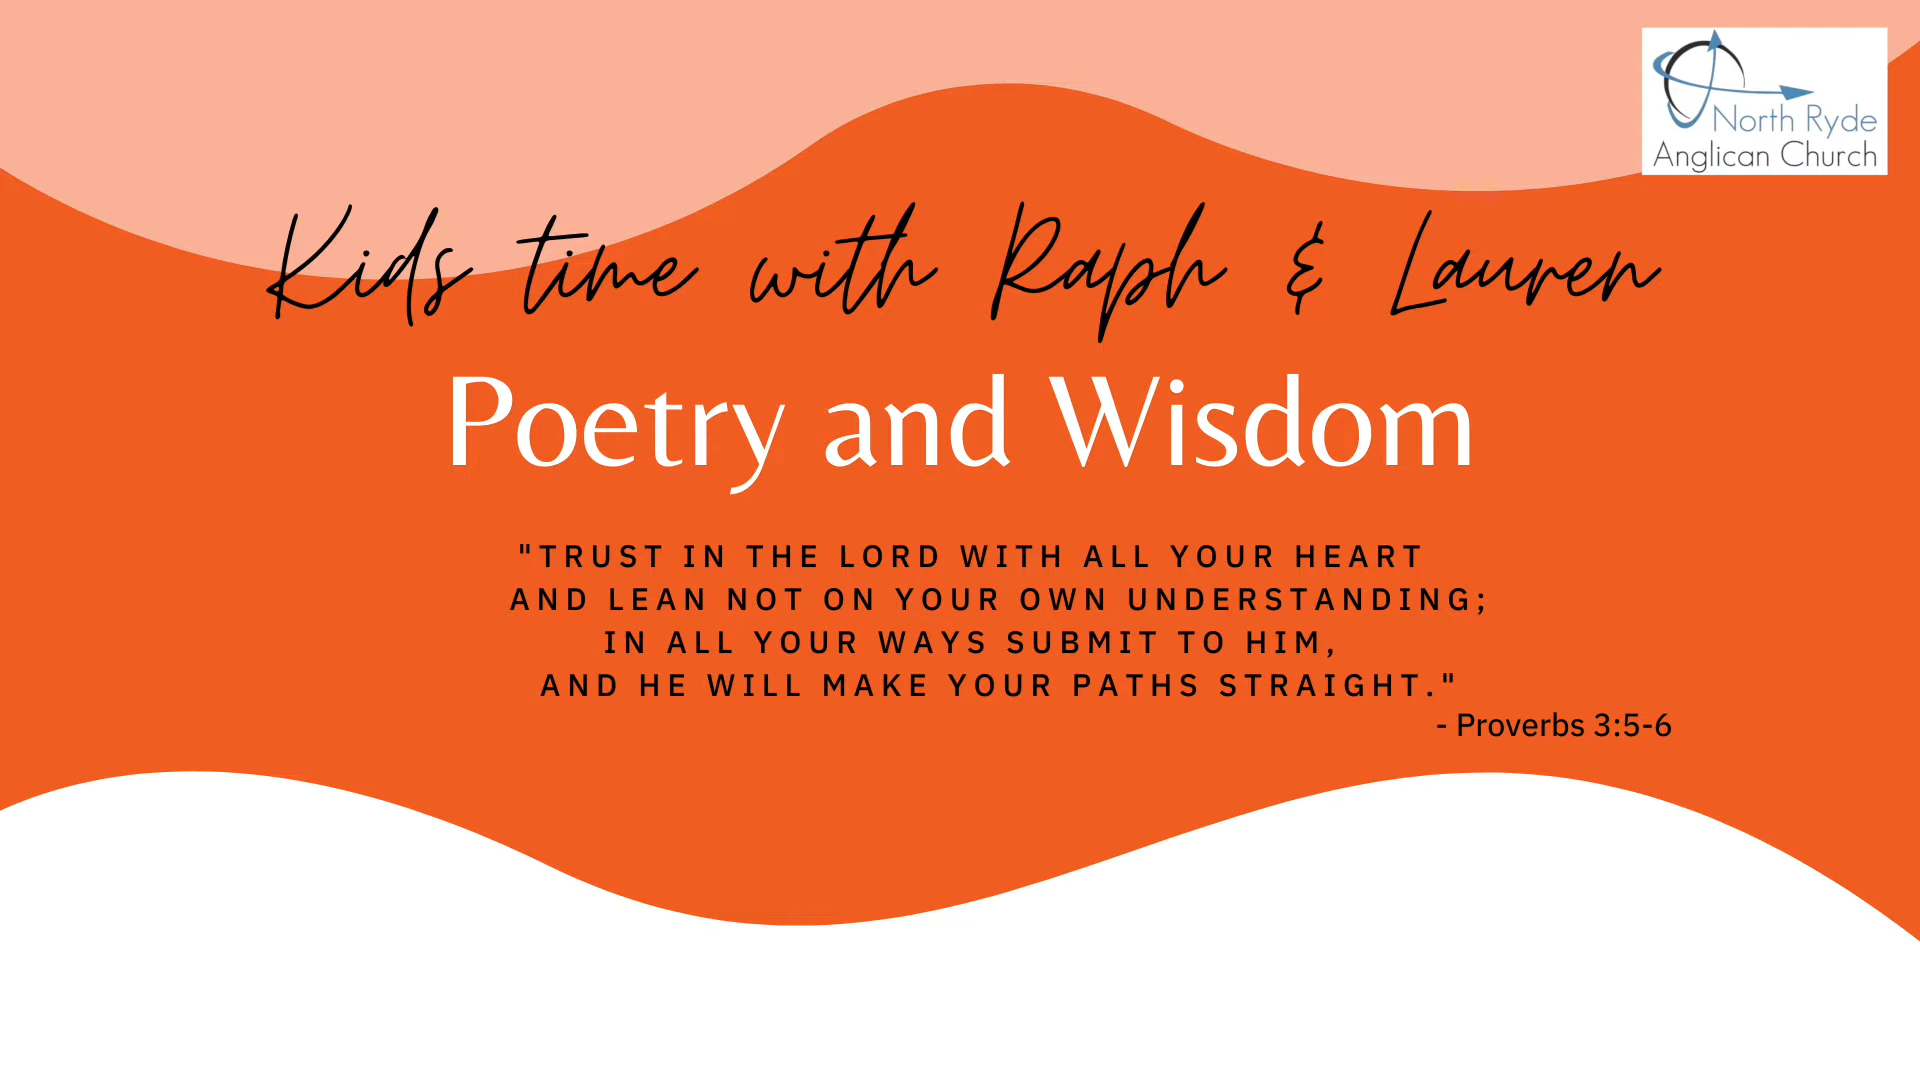 North Ryde
Anglican Church
Kids time with Raph & Lauren
Poetry and Wisdom
"TRUST IN THE LORD WITH ALL YOUR HEART
AND LEAN NOT ON YOUR OWN UNDERSTANDING;
IN ALL YOUR WAYS SUBMIT TO HIM,
AND HE WILL MAKE YOUR PATHS STRAIGHT."
- Proverbs 3:5-6